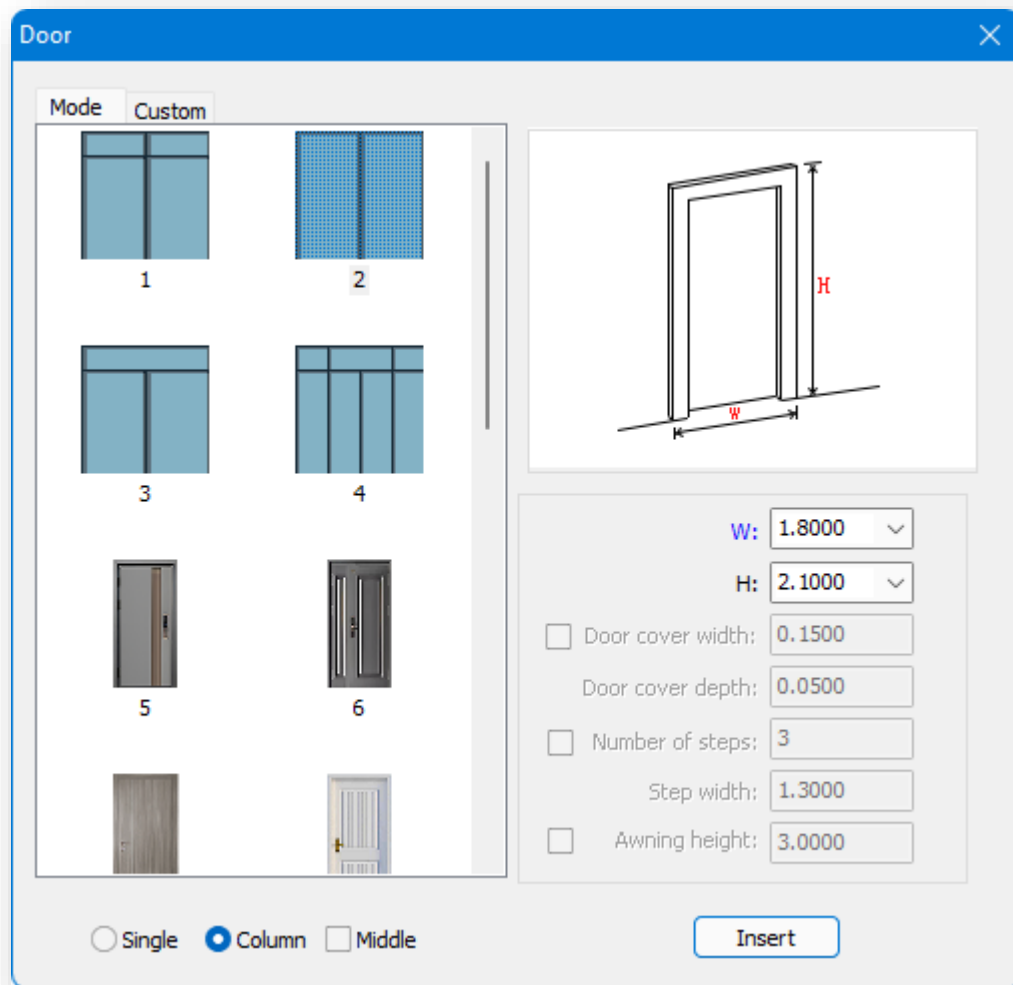 Door
Mode Custom
1 2
3 4
5 6
H
W
W: 1.8000
H: 2.1000
Door cover width: 0.1500
Door cover depth: 0.0500
Number of steps: 3
Step width: 1.3000
Awning height: 3.0000
Single Column Middle
Insert